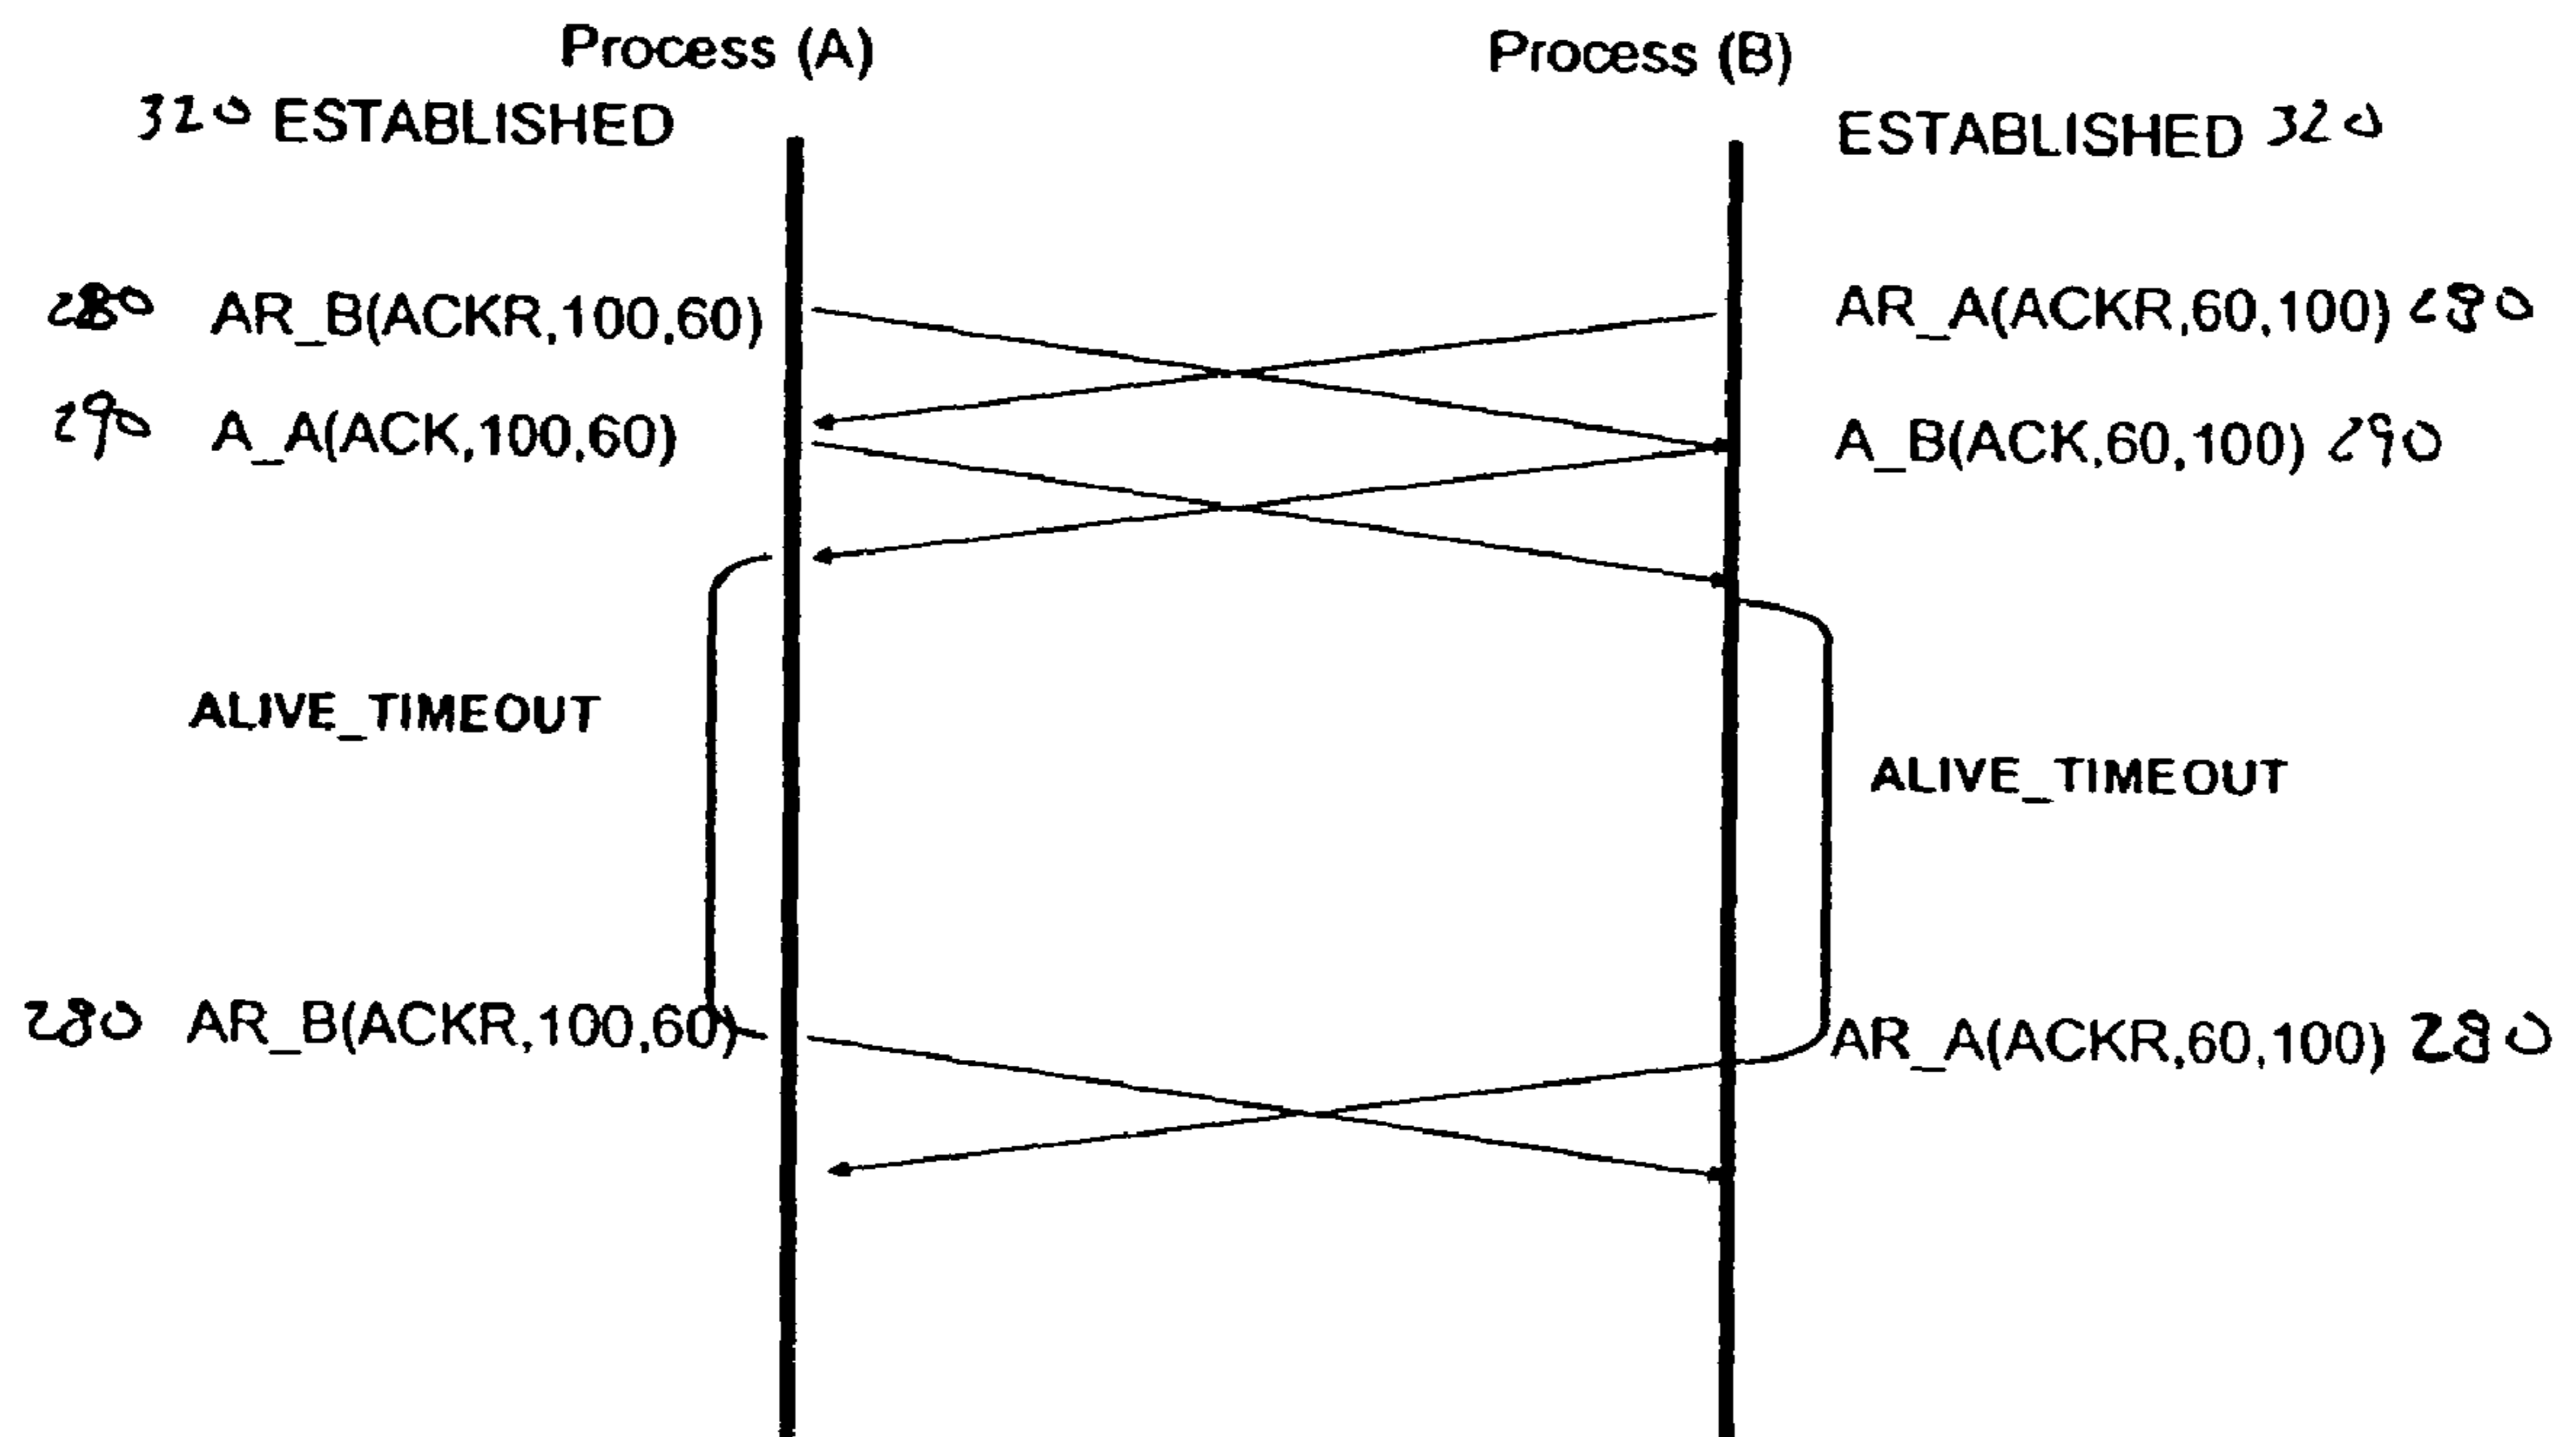 Process (A) Process (B)
320 ESTABLISHED ESTABLISHED 320
280 AR_B(ACKR,100,60) AR_A(ACKR,60,100) 280
290 A_A(ACK,100,60) A_B(ACK,60,100) 290
ALIVE_TIMEOUT
ALIVE_TIMEOUT
280 AR_B(ACKR,100,60) AR_A(ACKR,60,100) 280